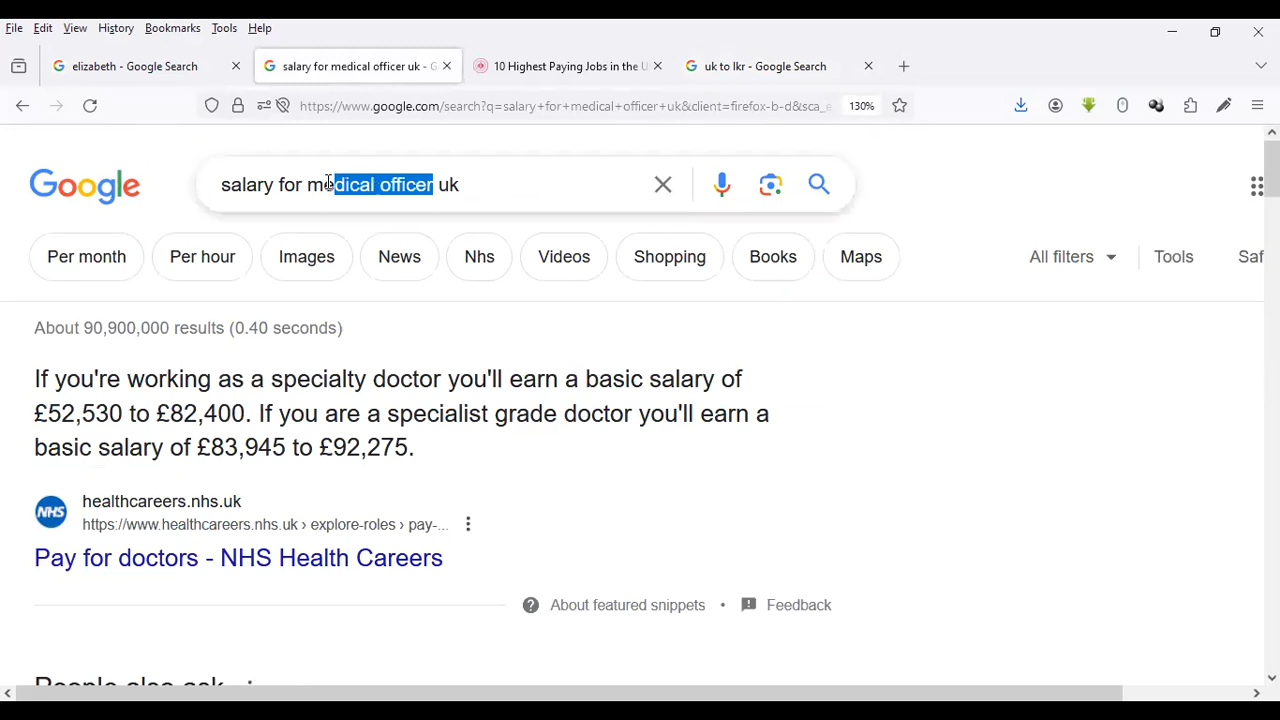 File Edit View History Bookmarks Tools Help
elizabeth - Google Search
salary for medical officer uk - G
10 Highest Paying Jobs in the U
uk to lkr - Google Search
https://www.google.com/search?q=salary+for+medical+officer+uk&client=firefox-b-d&sca_e
130%
Google
salary for medical officer uk
Per month
Per hour
Images
News
Nhs
Videos
Shopping
Books
Maps
All filters
Tools
Saf
About 90,900,000 results (0.40 seconds)
If you're working as a specialty doctor you'll earn a basic salary of
£52,530 to £82,400. If you are a specialist grade doctor you'll earn a
basic salary of £83,945 to £92,275.
NHS
healthcareers.nhs.uk
https://www.healthcareers.nhs.uk › explore-roles › pay-...
Pay for doctors - NHS Health Careers
About featured snippets • Feedback
People also ask